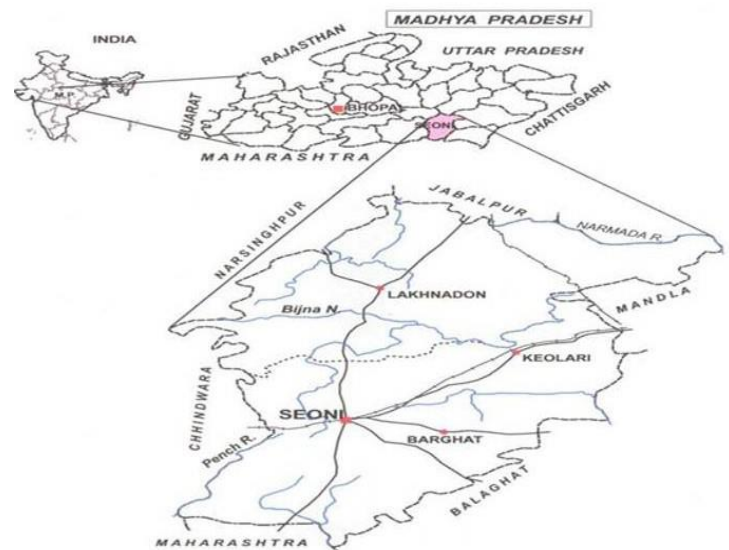 MADHYA PRADESH
INDIA
RAJASTHAN
UTTAR PRADESH
M.P.
GUJARAT
BHOPAL
SEONI
CHATTISGARH
MAHARASHTRA
JABALPUR
NARSINGHPUR
NARMADA R.
LAKHNADON
MANDLA
Bijna N
KEOLARI
CHHINDWARA
SEONI
BARGHAT
Pench R.
BALAGHAT
MAHARASHTRA